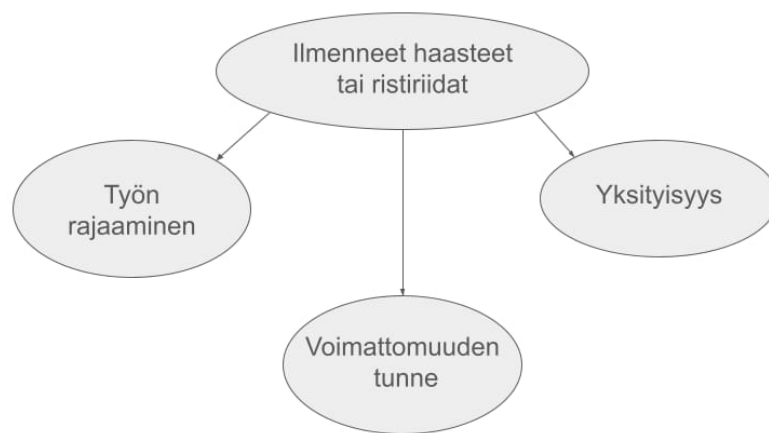 Ilmenneet haasteet
tai ristiriidat
Työn
rajaaminen
Yksityisyys
Voimattomuuden
tunne